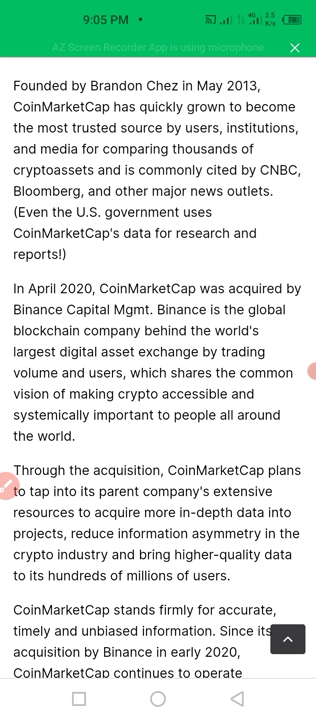 9:05 PM
4G
2.5
K/s
AZ Screen Recorder App is using microphone
Founded by Brandon Chez in May 2013,
CoinMarketCap has quickly grown to become
the most trusted source by users, institutions,
and media for comparing thousands of
cryptoassets and is commonly cited by CNBC,
Bloomberg, and other major news outlets.
(Even the U.S. government uses
CoinMarketCap's data for research and
reports!)
In April 2020, CoinMarketCap was acquired by
Binance Capital Mgmt. Binance is the global
blockchain company behind the world's
largest digital asset exchange by trading
volume and users, which shares the common
vision of making crypto accessible and
systemically important to people all around
the world.
Through the acquisition, CoinMarketCap plans
to tap into its parent company's extensive
resources to acquire more in-depth data into
projects, reduce information asymmetry in the
crypto industry and bring higher-quality data
to its hundreds of millions of users.
CoinMarketCap stands firmly for accurate,
timely and unbiased information. Since its
acquisition by Binance in early 2020,
CoinMarketCap continues to operate